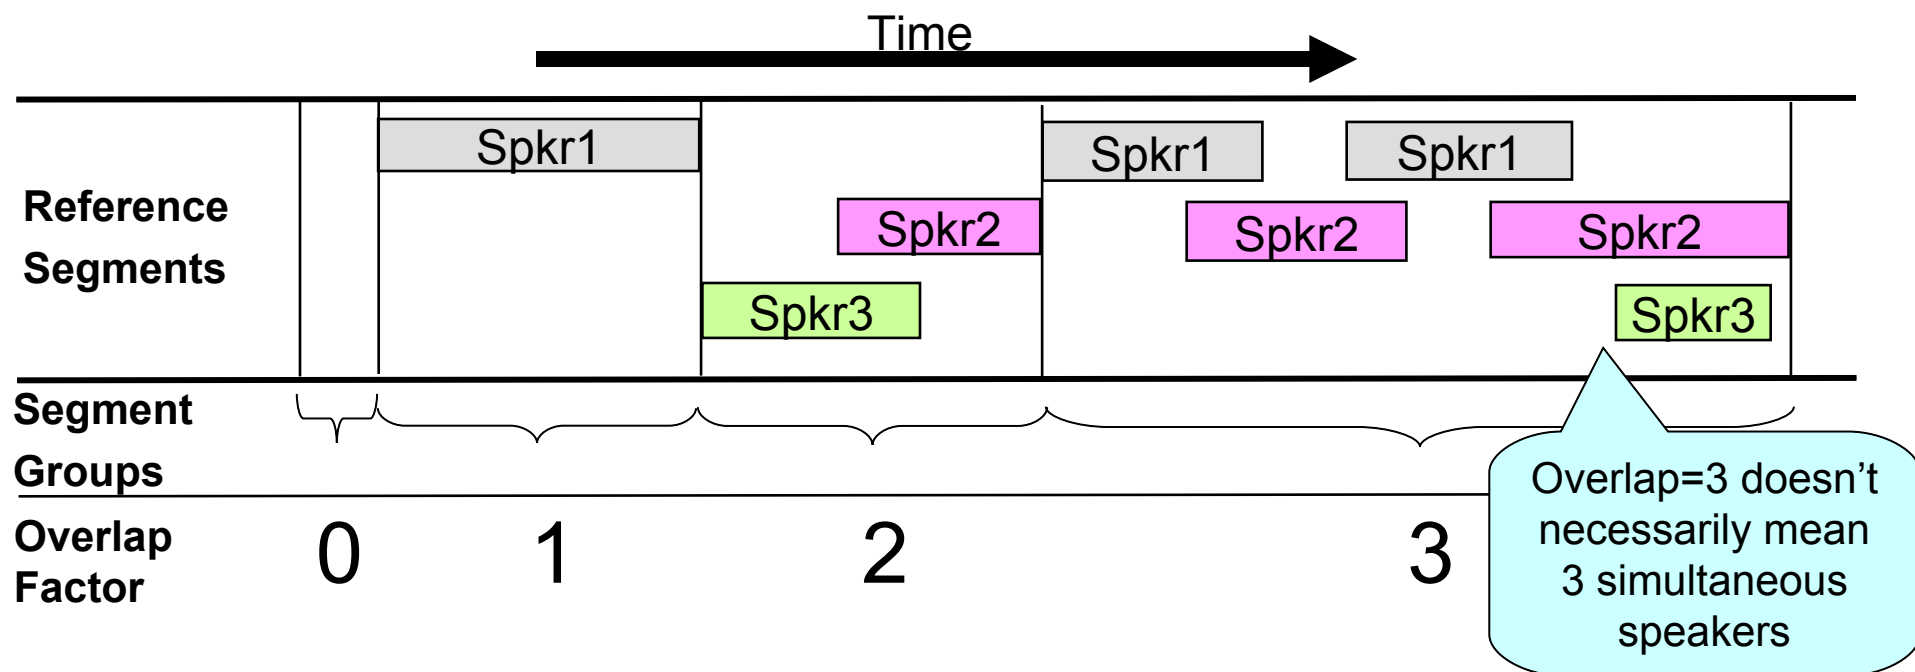 Time
Reference
Segments
Spkr1
Spkr1
Spkr1
Spkr2
Spkr2
Spkr2
Spkr3
Spkr3
Segment
Groups
Overlap
Factor
0
1
2
3
Overlap=3 doesn’t
necessarily mean
3 simultaneous
speakers